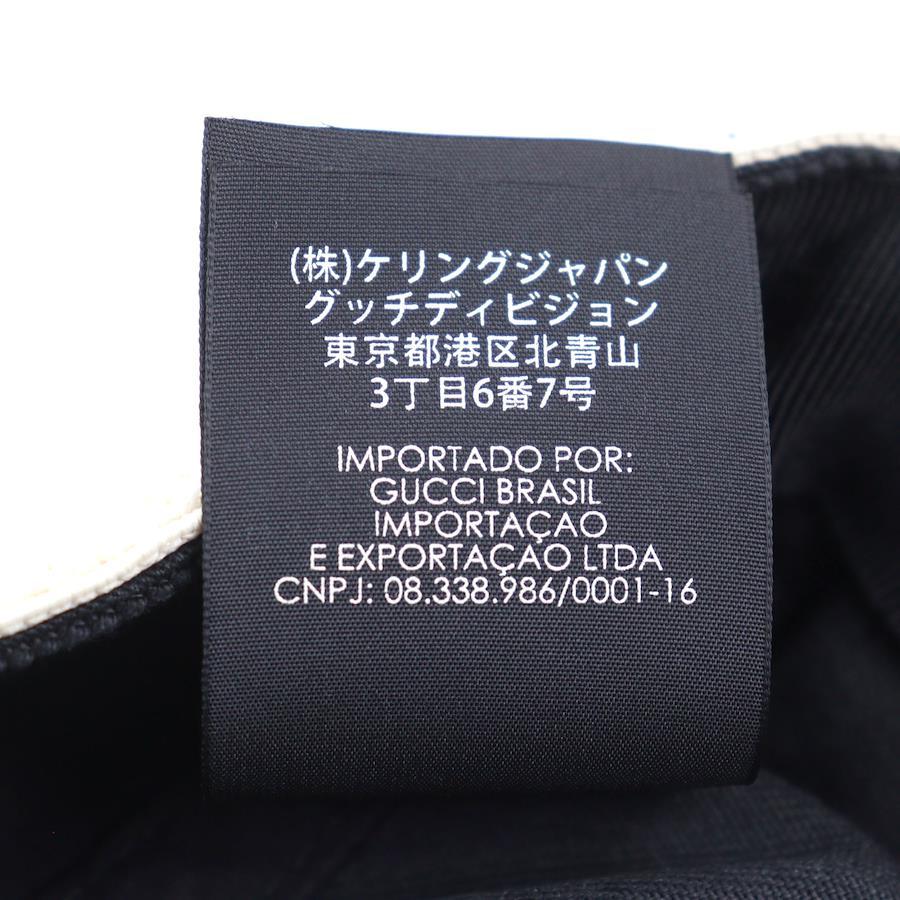 (株)ケリングジャパン
グッチディビジョン
東京都港区北青山
3丁目6番7号
IMPORTADO POR:
GUCCI BRASIL
IMPORTAÇAO
E EXPORTAÇAO LTDA
CNPJ: 08.338.986/0001-16